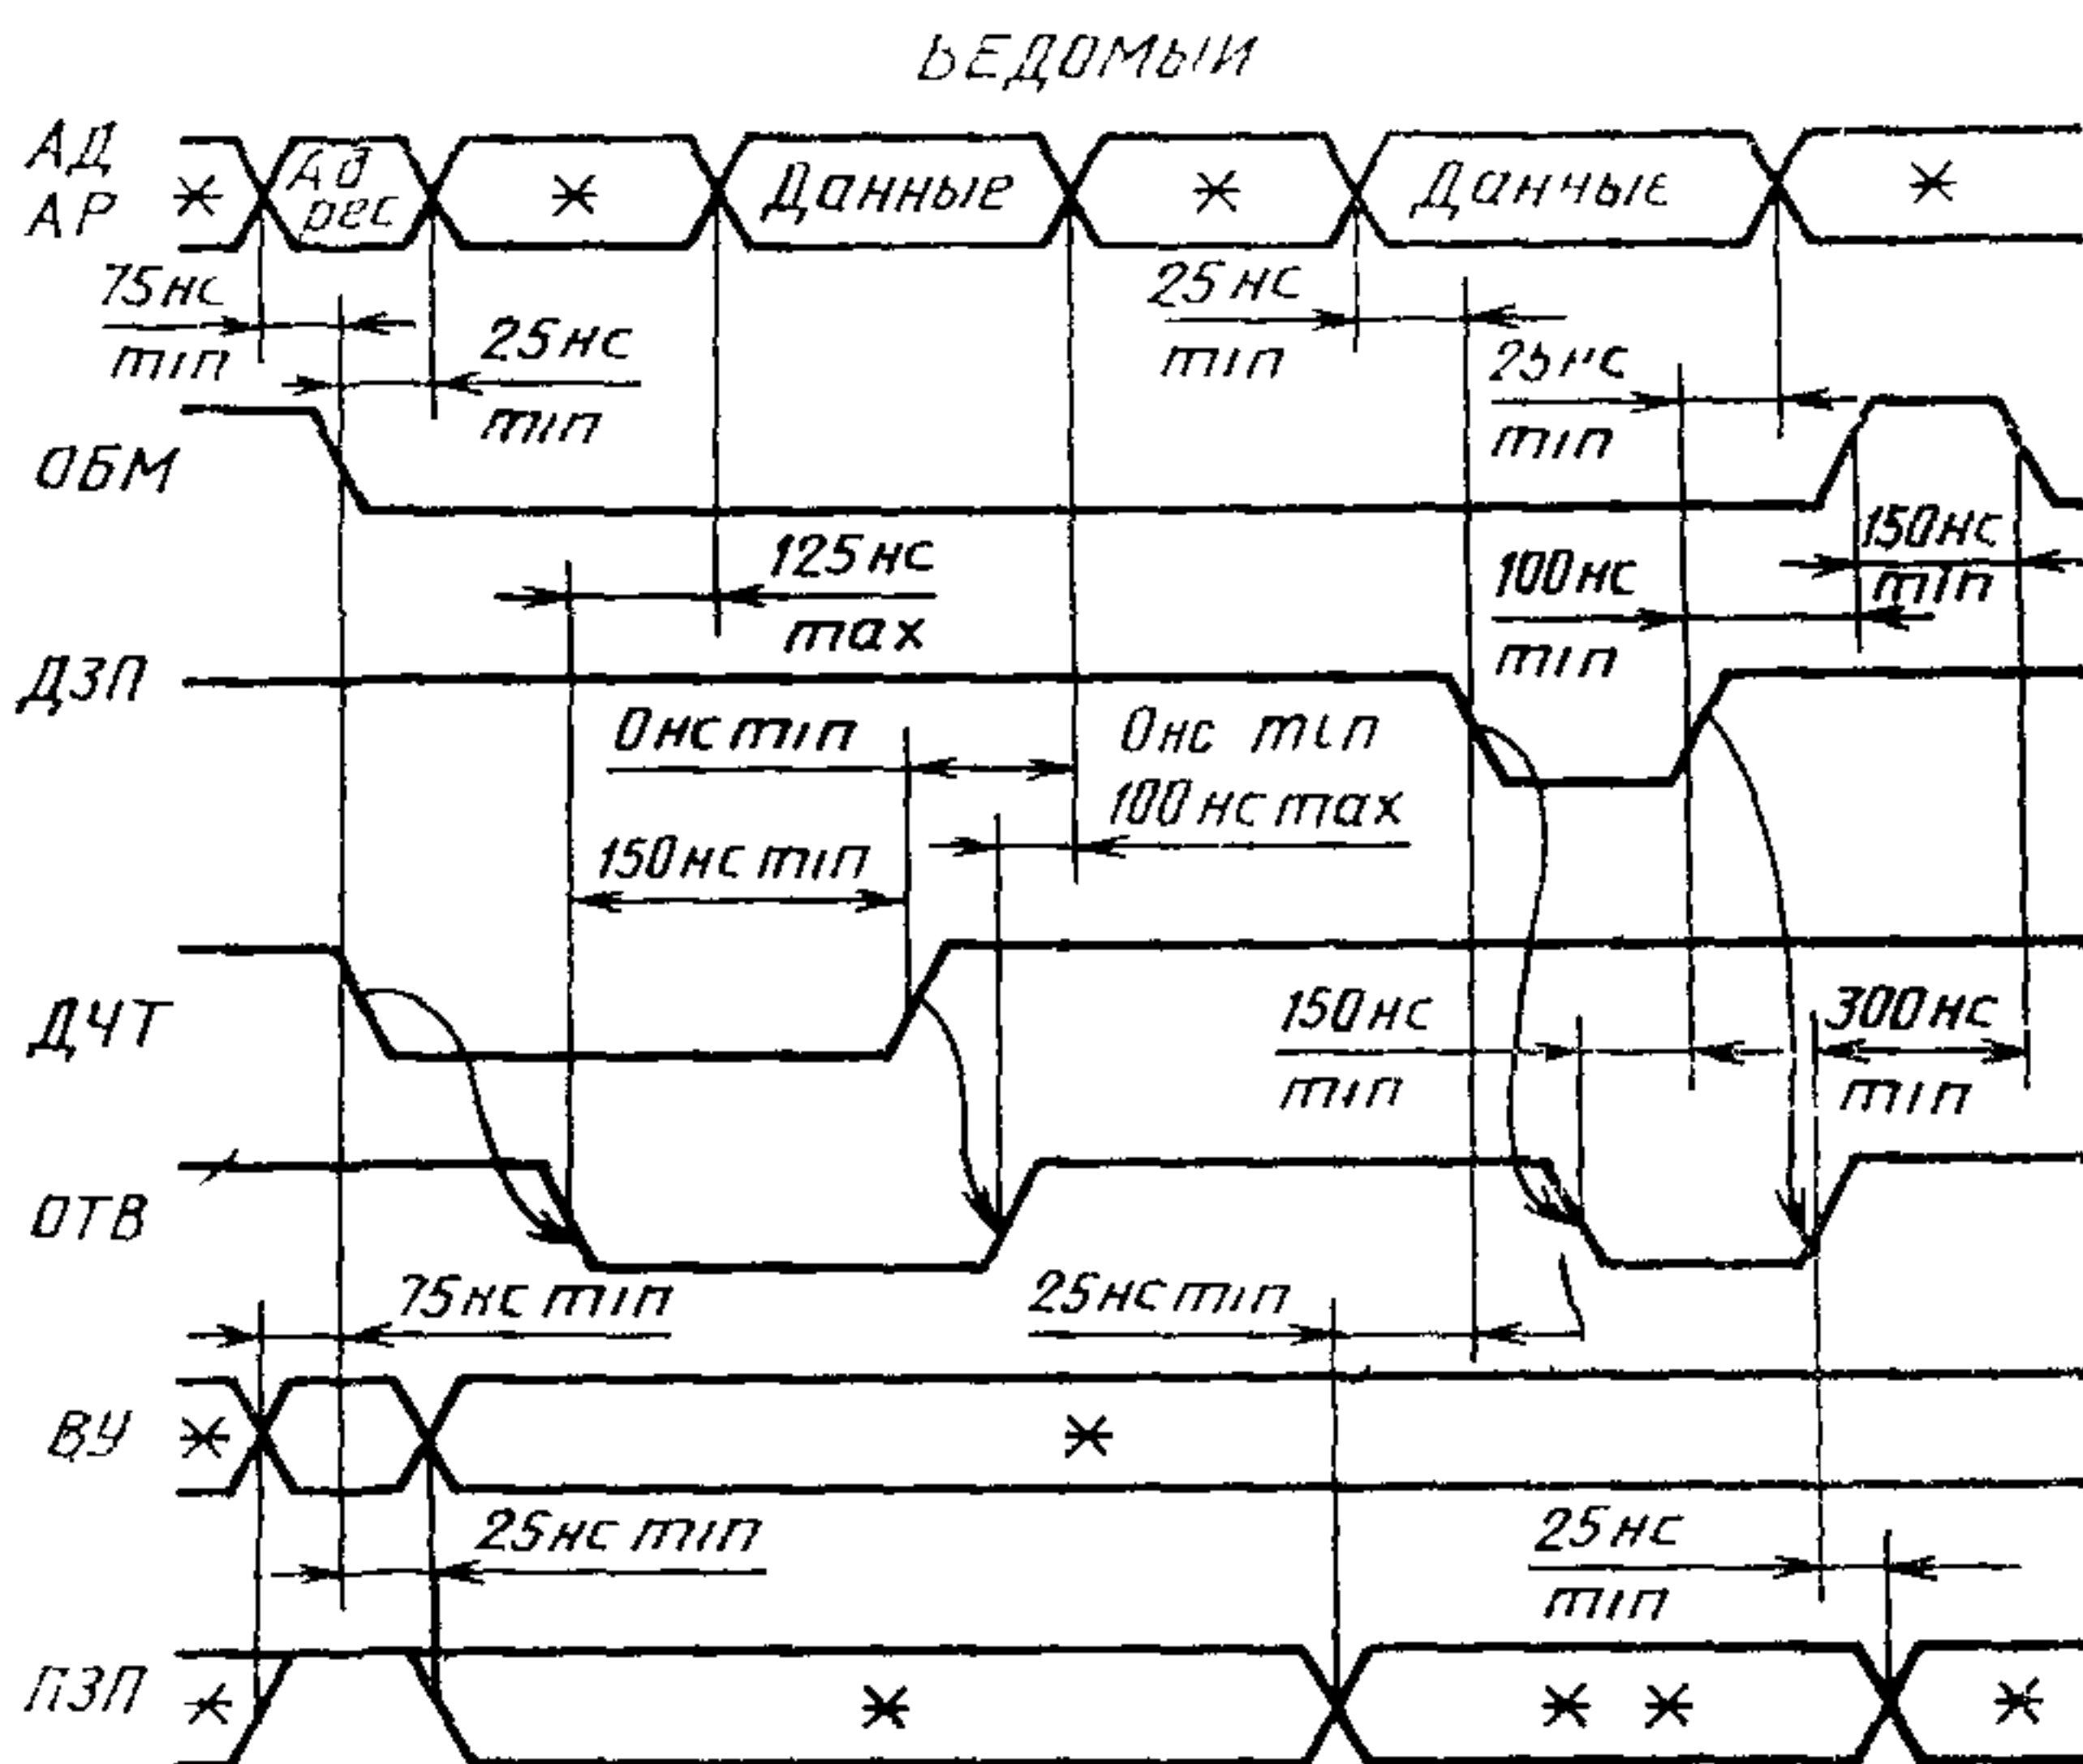 ВЕДОМЫЙ
АД
АР
*
Ад
рес
*
Данные
*
Данные
*
75нс
min
25нс
min
25нс
min
25нс
min
ОБМ
125нс
max
100нс
min
150нс
min
ДЗП
0нс min
0нс min
100нс max
150нс min
ДЧТ
150нс
min
300нс
min
ОТВ
75нс min
25нс min
ВУ
*
*
25нс min
25нс
min
ПЗП
*
*
* *
*